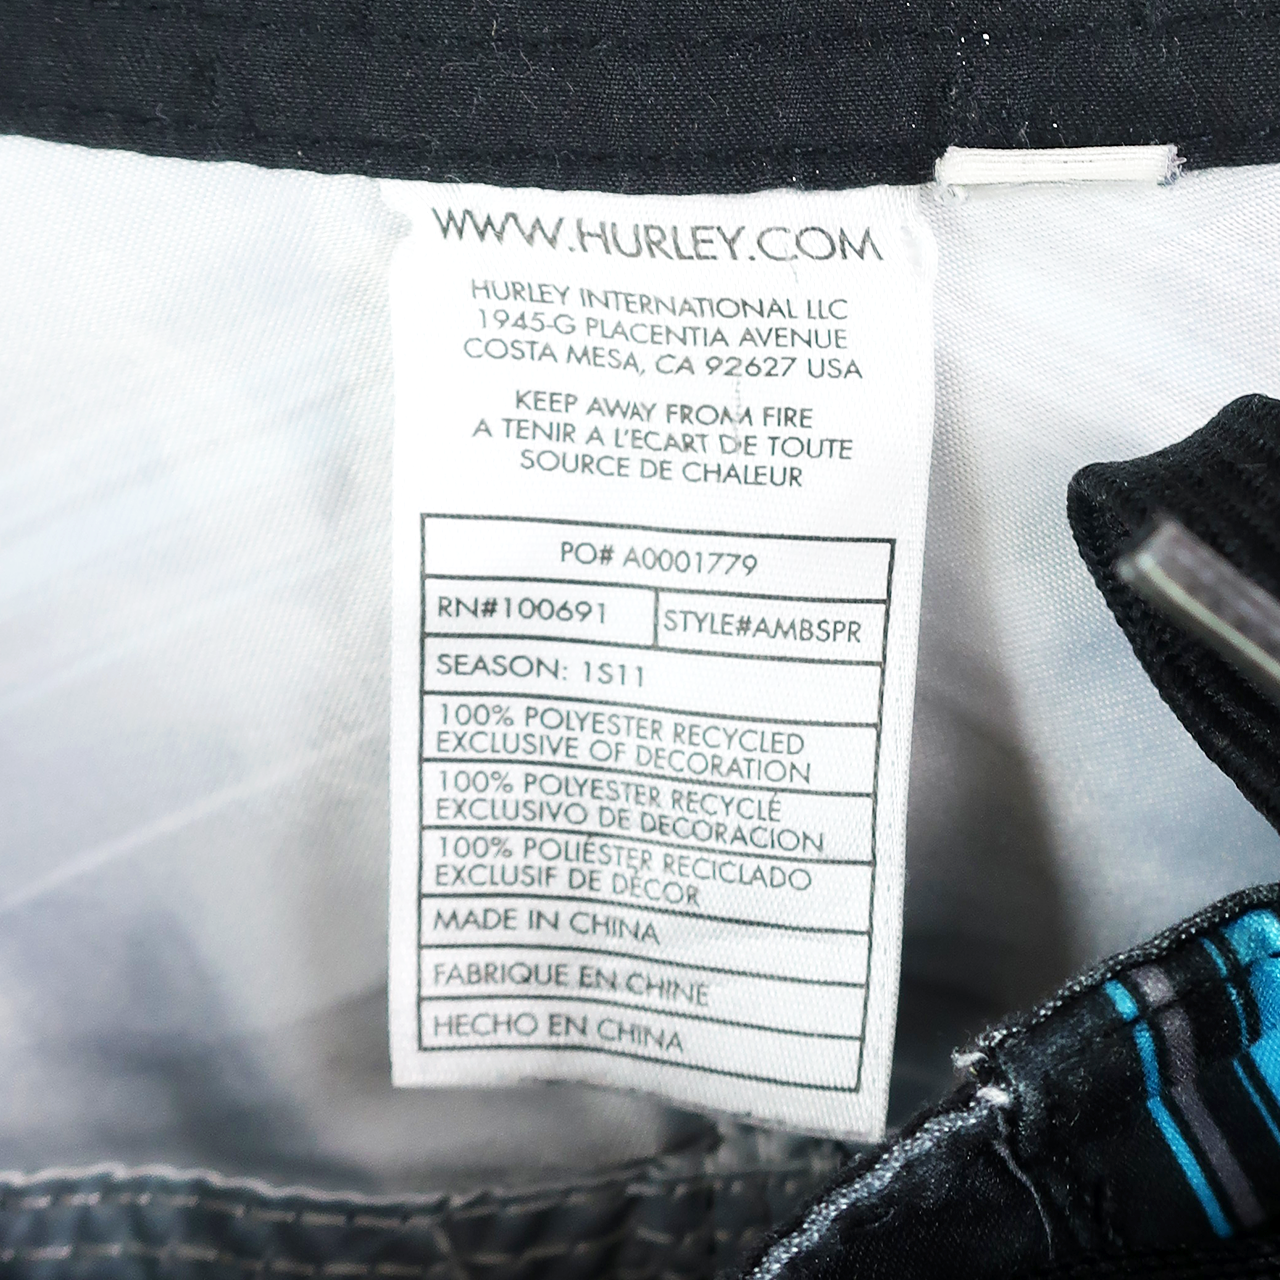 WWW.HURLEY.COM
HURLEY INTERNATIONAL LLC
1945-G PLACENTIA AVENUE
COSTA MESA, CA 92627 USA
KEEP AWAY FROM FIRE
A TENIR A L'ECART DE TOUTE
SOURCE DE CHALEUR
PO# A0001779
RN#100691 STYLE#AMBSPR
SEASON: 1S11
100% POLYESTER RECYCLED
EXCLUSIVE OF DECORATION
100% POLYESTER RECYCLÉ
EXCLUSIVO DE DECORACION
100% POLIÉSTER RECICLADO
EXCLUSIF DE DÉCOR
MADE IN CHINA
FABRIQUE EN CHINE
HECHO EN CHINA